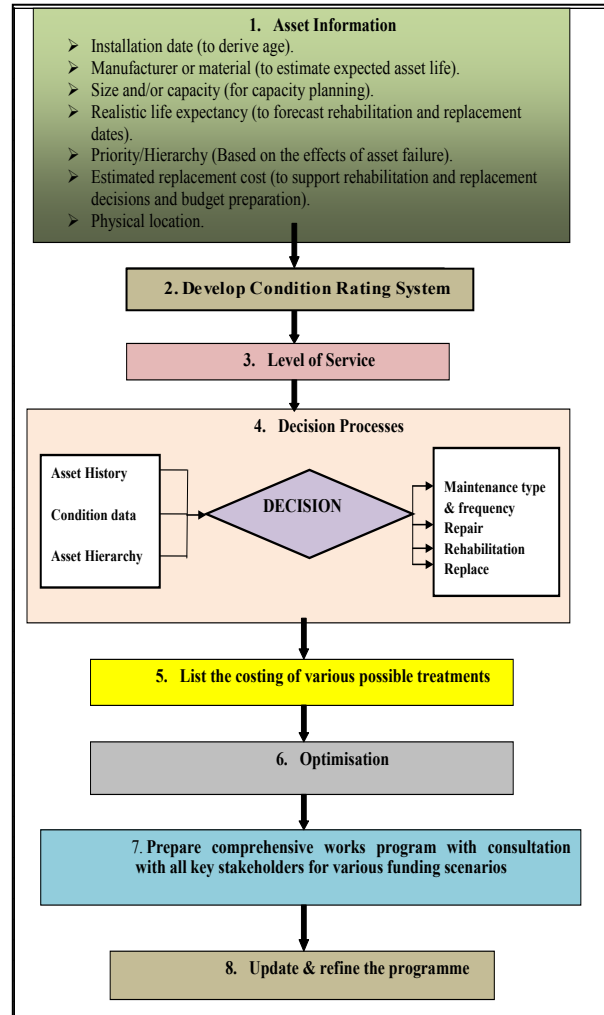 1. Asset Information
➢ Installation date (to derive age).
➢ Manufacturer or material (to estimate expected asset life).
➢ Size and/or capacity (for capacity planning).
➢ Realistic life expectancy (to forecast rehabilitation and replacement
dates).
➢ Priority/Hierarchy (Based on the effects of asset failure).
➢ Estimated replacement cost (to support rehabilitation and replacement
decisions and budget preparation).
➢ Physical location.
2. Develop Condition Rating System
3. Level of Service
4. Decision Processes
Asset History
Condition data
Asset Hierarchy
DECISION
Maintenance type
& frequency
Repair
Rehabilitation
Replace
5. List the costing of various possible treatments
6. Optimisation
7. Prepare comprehensive works program with consultation
with all key stakeholders for various funding scenarios
8. Update & refine the programme